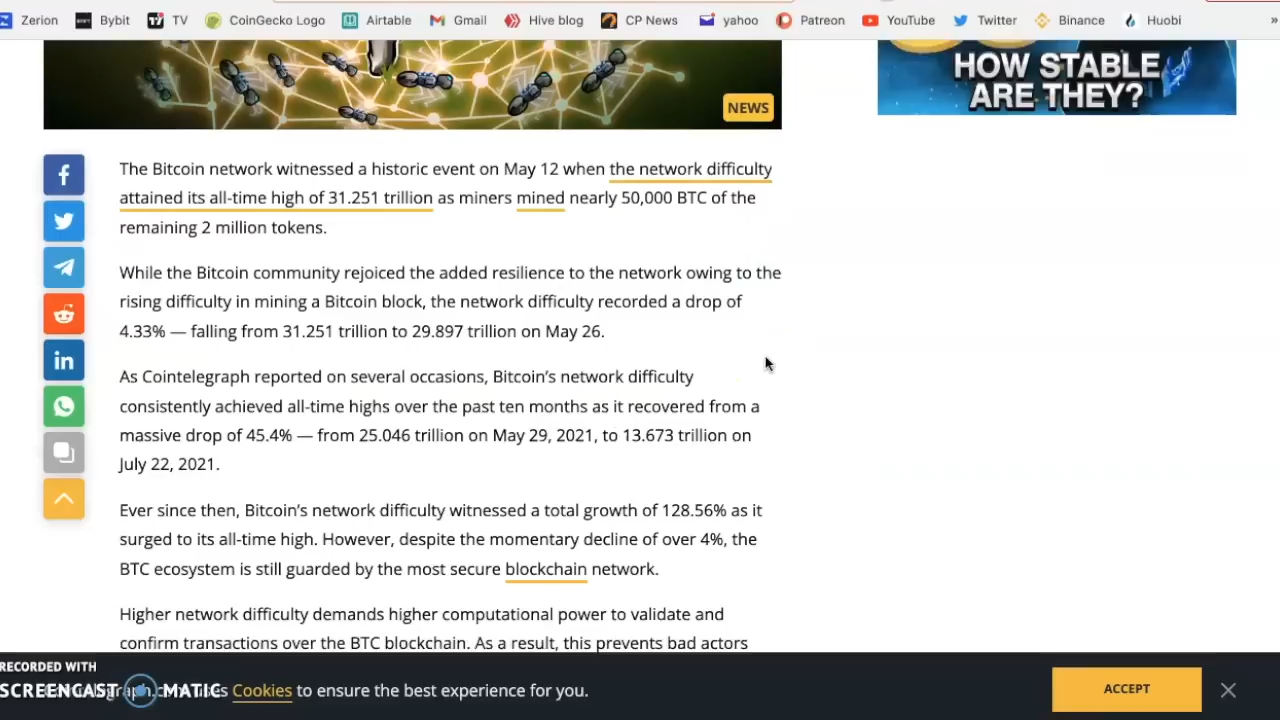 Zerion Bybit TV CoinGecko Logo Airtable Gmail Hive blog CP News yahoo Patreon YouTube Twitter Binance Huobi »
HOW STABLE
ARE THEY?
NEWS
The Bitcoin network witnessed a historic event on May 12 when the network difficulty
attained its all-time high of 31.251 trillion as miners mined nearly 50,000 BTC of the
remaining 2 million tokens.
While the Bitcoin community rejoiced the added resilience to the network owing to the
rising difficulty in mining a Bitcoin block, the network difficulty recorded a drop of
4.33% — falling from 31.251 trillion to 29.897 trillion on May 26.
As Cointelegraph reported on several occasions, Bitcoin’s network difficulty
consistently achieved all-time highs over the past ten months as it recovered from a
massive drop of 45.4% — from 25.046 trillion on May 29, 2021, to 13.673 trillion on
July 22, 2021.
Ever since then, Bitcoin’s network difficulty witnessed a total growth of 128.56% as it
surged to its all-time high. However, despite the momentary decline of over 4%, the
BTC ecosystem is still guarded by the most secure blockchain network.
Higher network difficulty demands higher computational power to validate and
confirm transactions over the BTC blockchain. As a result, this prevents bad actors
RECORDED WITH
SCREENCAST MATIC
Cookies to ensure the best experience for you.
ACCEPT